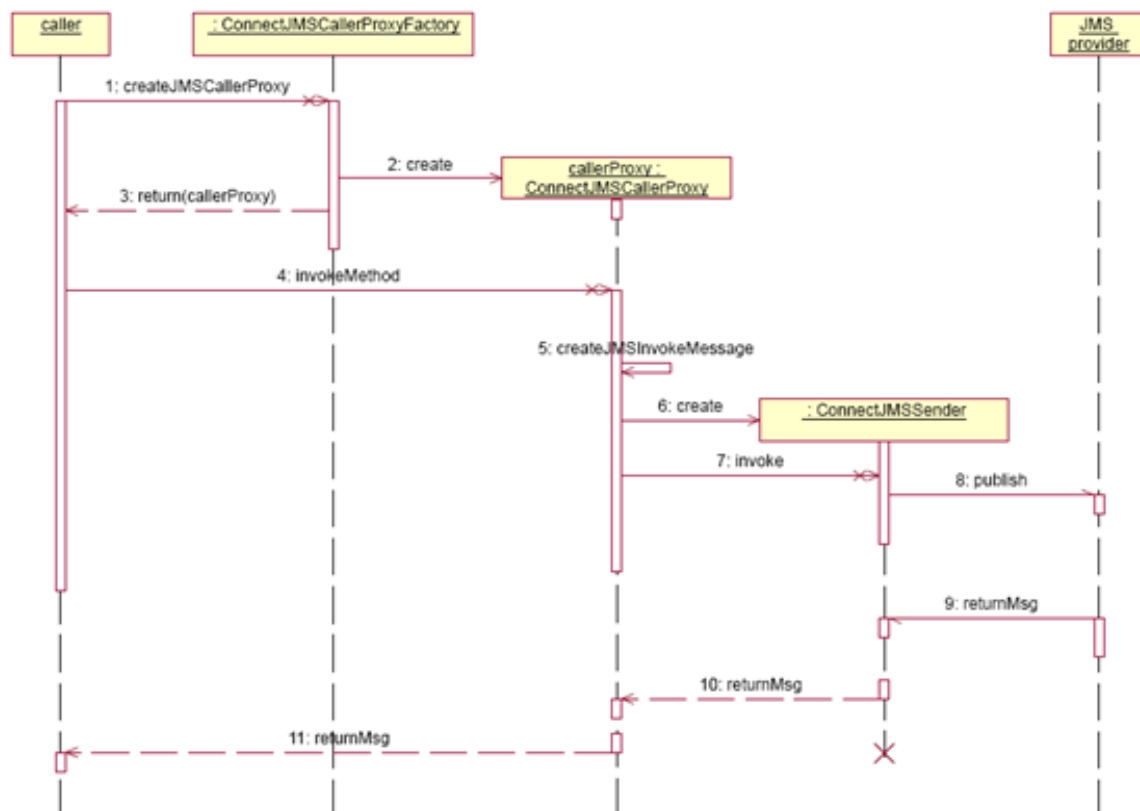 caller
: ConnectJMSCallerProxyFactory
JMS
provider
1: createJMSCallerProxy
2: create
callerProxy :
ConnectJMSCallerProxy
3: return(callerProxy)
4: invokeMethod
5: createJMSInvokeMessage
6: create
: ConnectJMSSender
7: invoke
8: publish
9: returnMsg
10: returnMsg
11: returnMsg